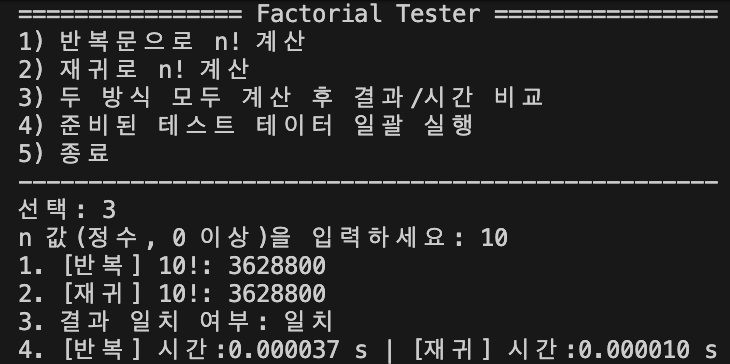 ================ Factorial Tester ================
1) 반복문으로 n! 계산
2) 재귀로 n! 계산
3) 두 방식 모두 계산 후 결과/시간 비교
4) 준비된 테스트 테이터 일괄 실행
5) 종료
--------------------------------------------------
선택: 3
n 값(정수, 0 이상)을 입력하세요: 10
1. [반복] 10!: 3628800
2. [재귀] 10!: 3628800
3. 결과 일치 여부: 일치
4. [반복] 시간:0.000037 s | [재귀] 시간:0.000010 s